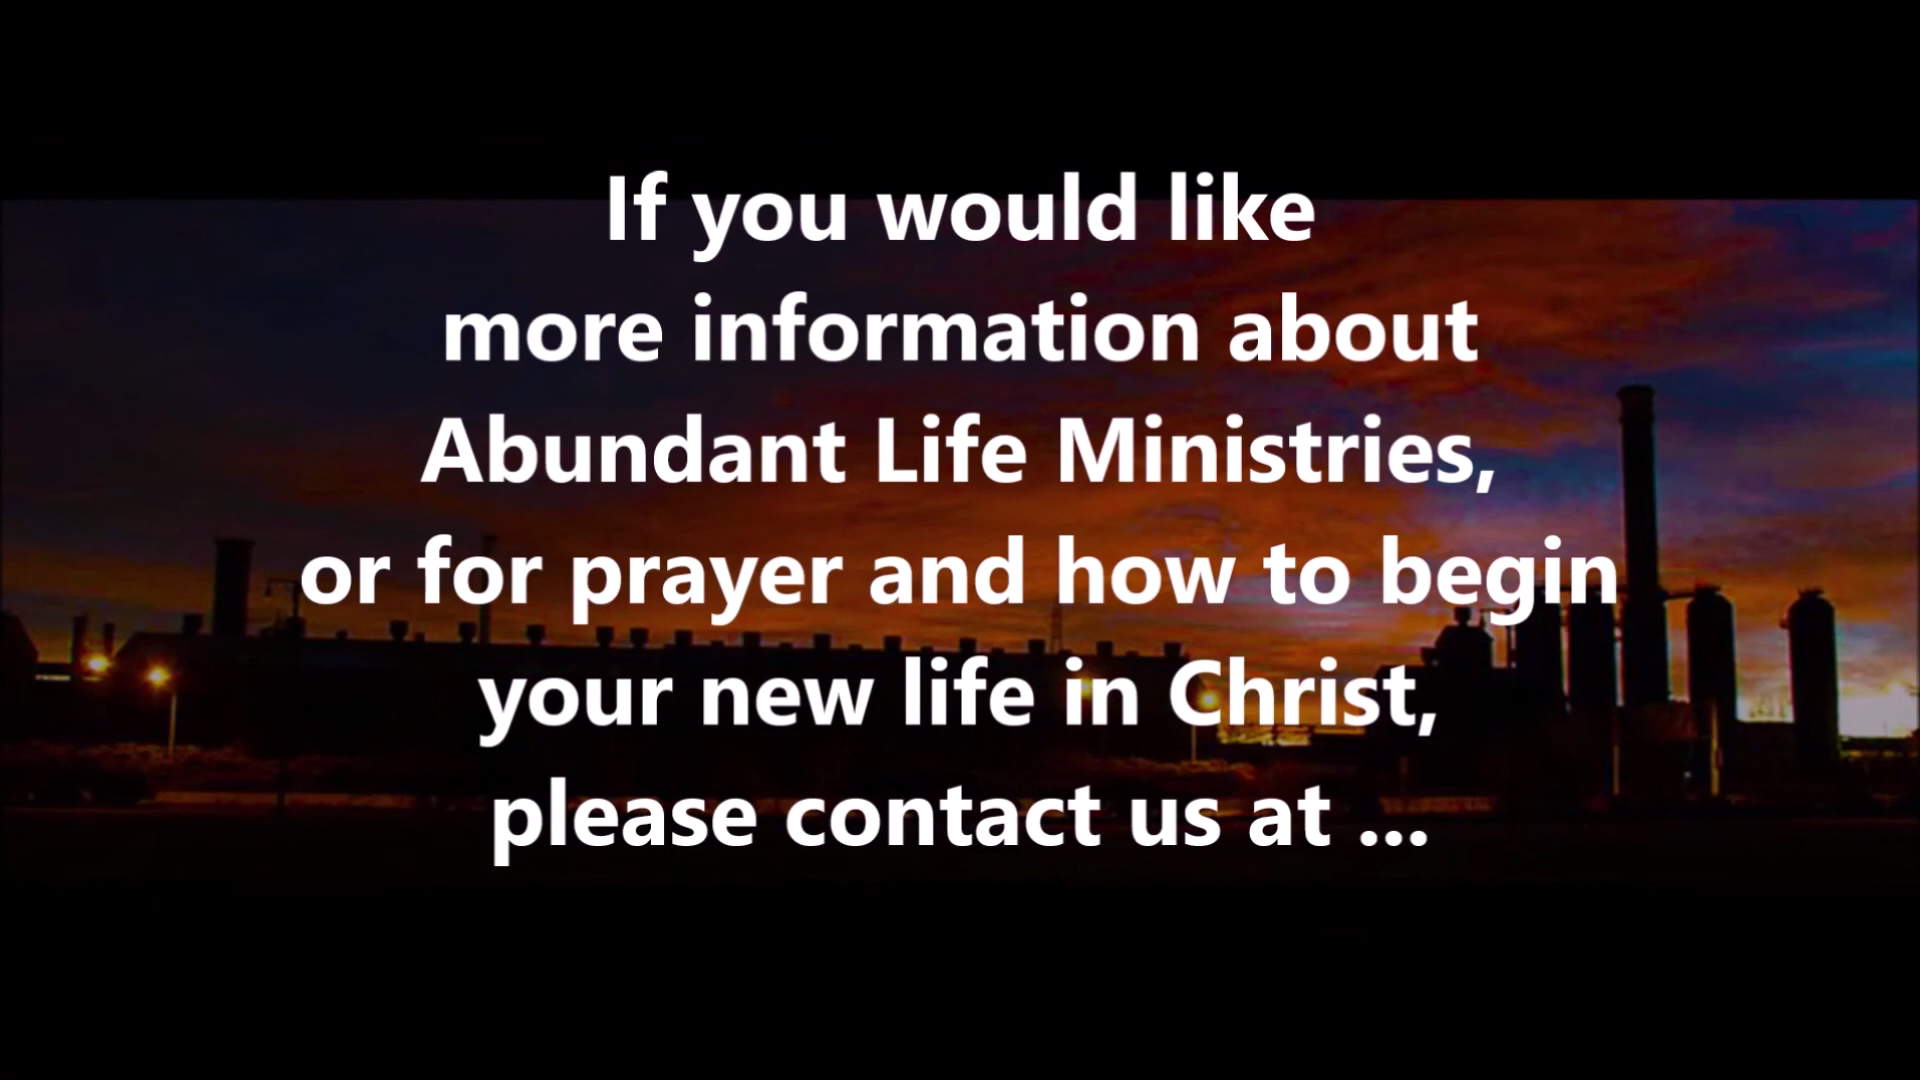 If you would like
more information about
Abundant Life Ministries,
or for prayer and how to begin
your new life in Christ,
please contact us at ...